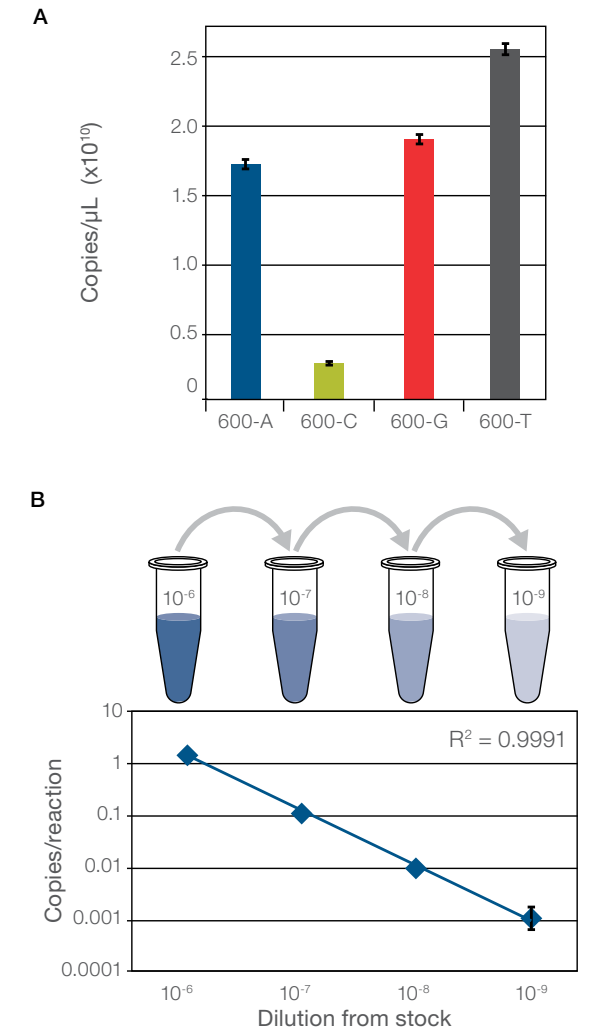 A
Copies/µL (x10¹⁰)
2.5
2.0
1.5
1.0
0.5
0
600-A 600-C 600-G 600-T
B
10⁻⁶ 10⁻⁷ 10⁻⁸ 10⁻⁹
R² = 0.9991
Copies/reaction
10
1
0.1
0.01
0.001
0.0001
10⁻⁶ 10⁻⁷ 10⁻⁸ 10⁻⁹
Dilution from stock